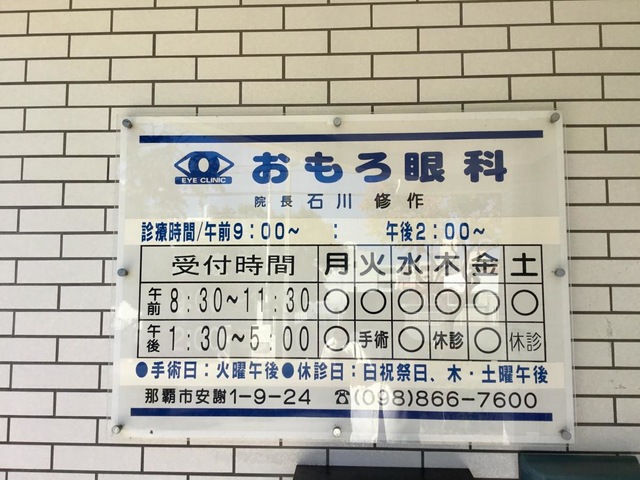 EYE CLINIC
おもろ眼科
院長 石川 修作
診療時間/午前9:00~ : 午後2:00~
受付時間 月 火 水 木 金 土
午前 8:30~11:30 ○ ○ ○ ○ ○ ○
午後 1:30~5:00 ○ 手術 ○ 休診 ○ 休診
●手術日:火曜午後●休診日:日祝祭日、木・土曜午後
那覇市安謝1-9-24 ☎(098)866-7600